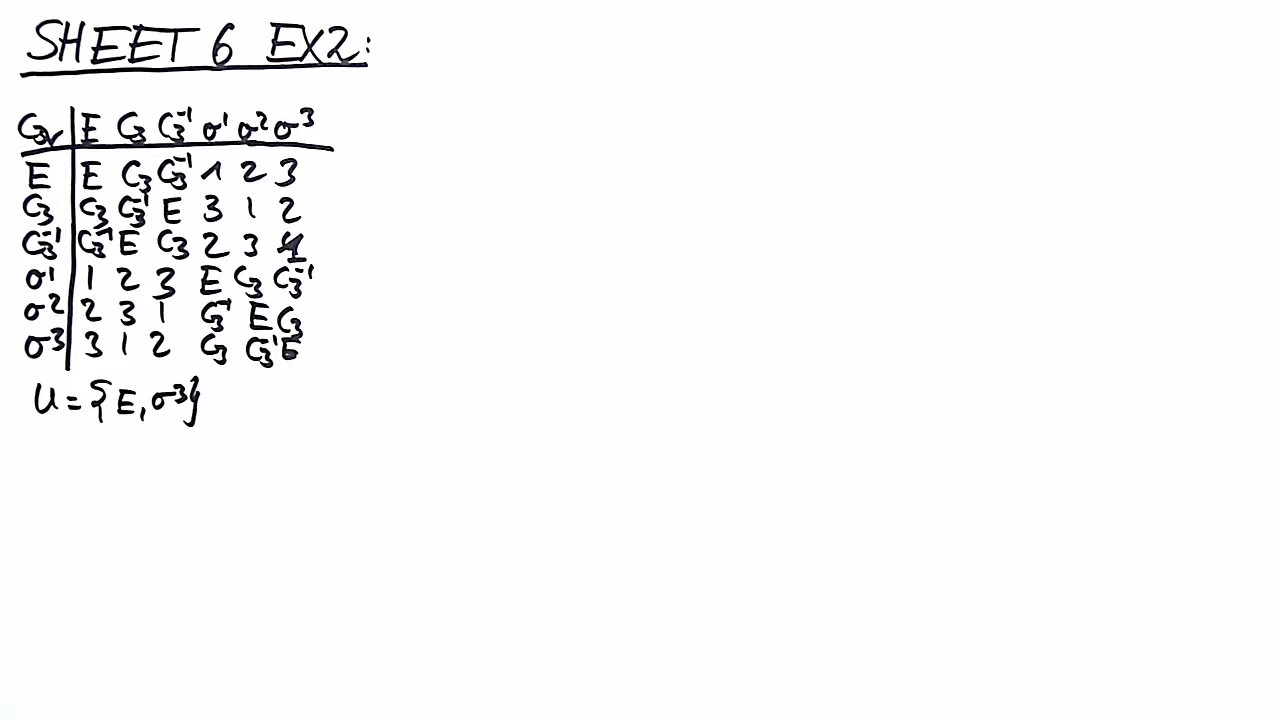 SHEET 6 EX2:
C₃ᵥ | E C₃ C₃⁻¹ σ¹ σ² σ³
E | E C₃ C₃⁻¹ 1 2 3
C₃ | C₃ C₃⁻¹ E 3 1 2
C₃⁻¹ | C₃⁻¹ E C₃ 2 3 1
σ¹ | 1 2 3 E C₃ C₃⁻¹
σ² | 2 3 1 C₃⁻¹ E C₃
σ³ | 3 1 2 C₃ C₃⁻¹ E
U = {E, σ³}